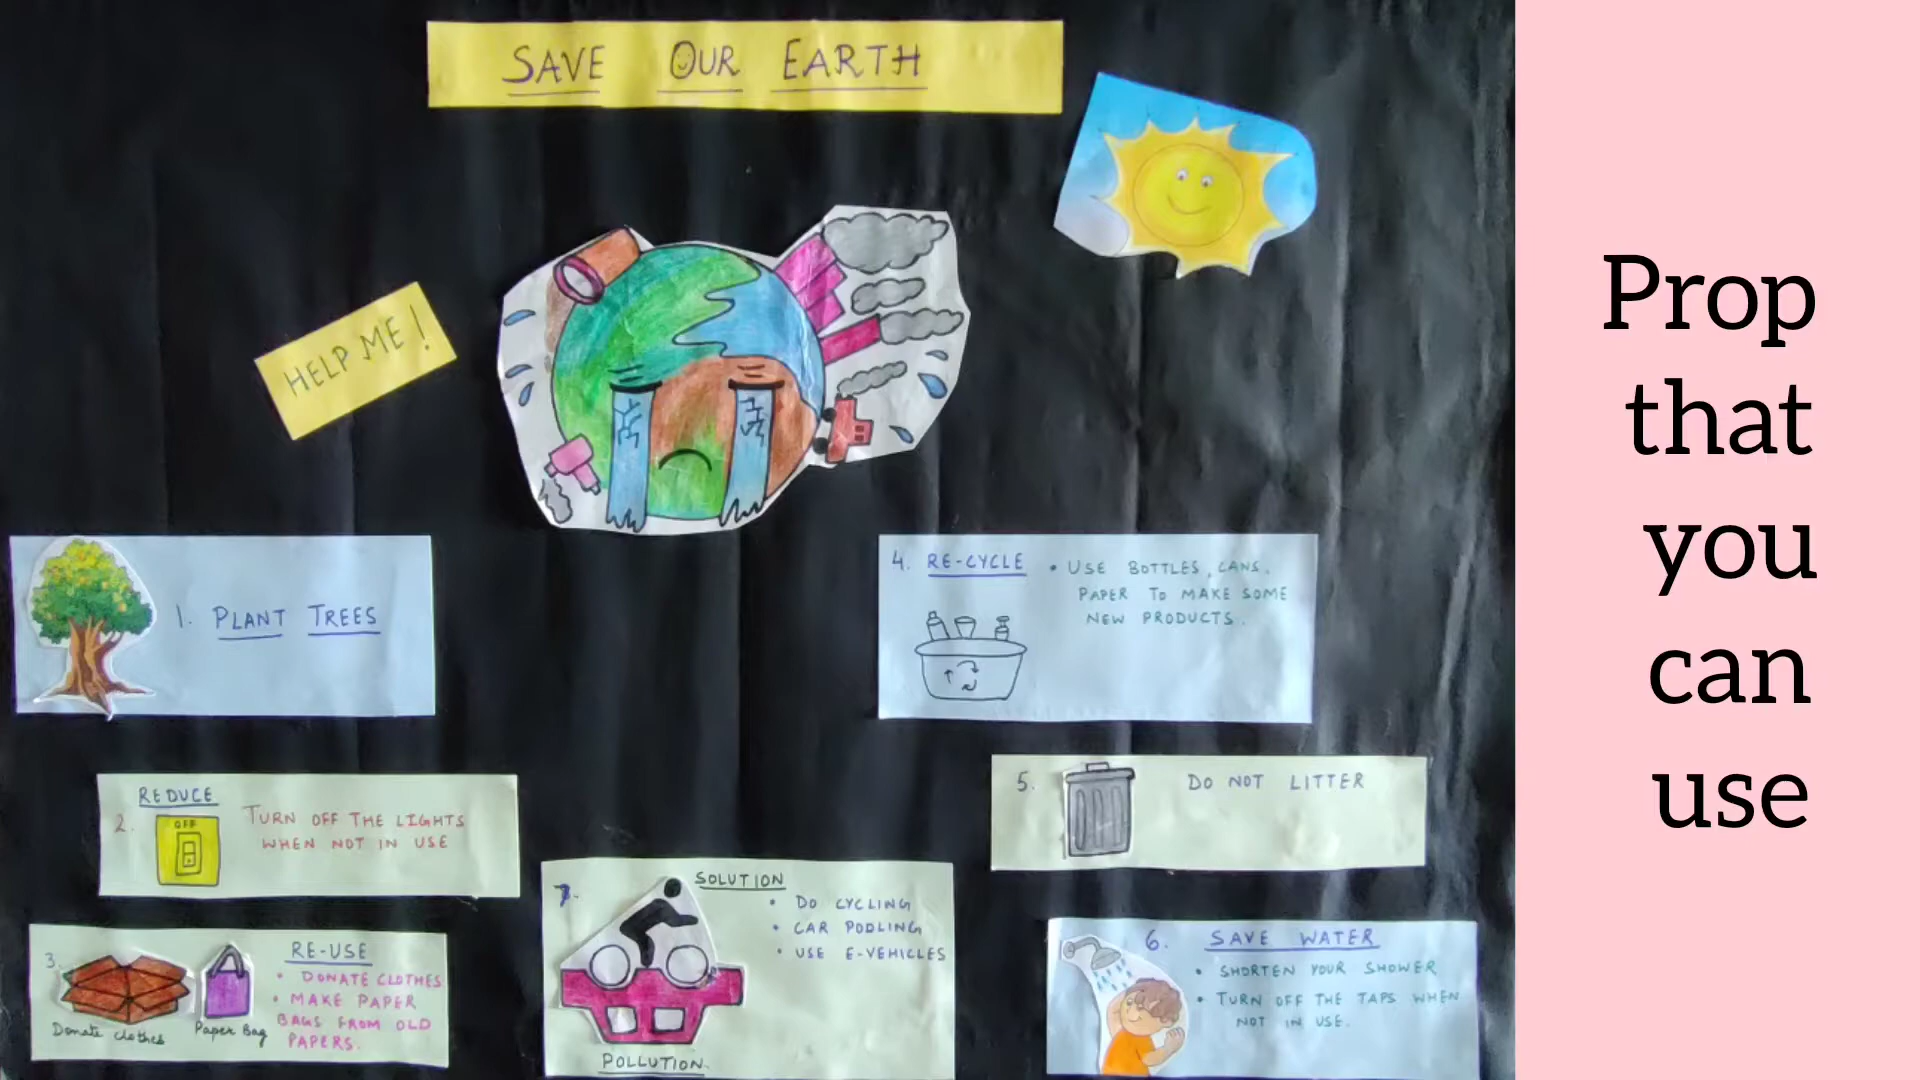 SAVE OUR EARTH
HELP ME!
1. PLANT TREES
REDUCE
2.
OFF
TURN OFF THE LIGHTS
WHEN NOT IN USE
3.
RE-USE
• DONATE CLOTHES
• MAKE PAPER
BAGS FROM OLD
PAPERS.
Donate clothes
Paper Bag
4. RE-CYCLE
• USE BOTTLES, CANS,
PAPER TO MAKE SOME
NEW PRODUCTS.
5. DO NOT LITTER
6. SAVE WATER
• SHORTEN YOUR SHOWER
• TURN OFF THE TAPS WHEN
NOT IN USE.
7. SOLUTION
• DO CYCLING
• CAR POOLING
• USE E-VEHICLES
POLLUTION.
Prop
that
you
can
use